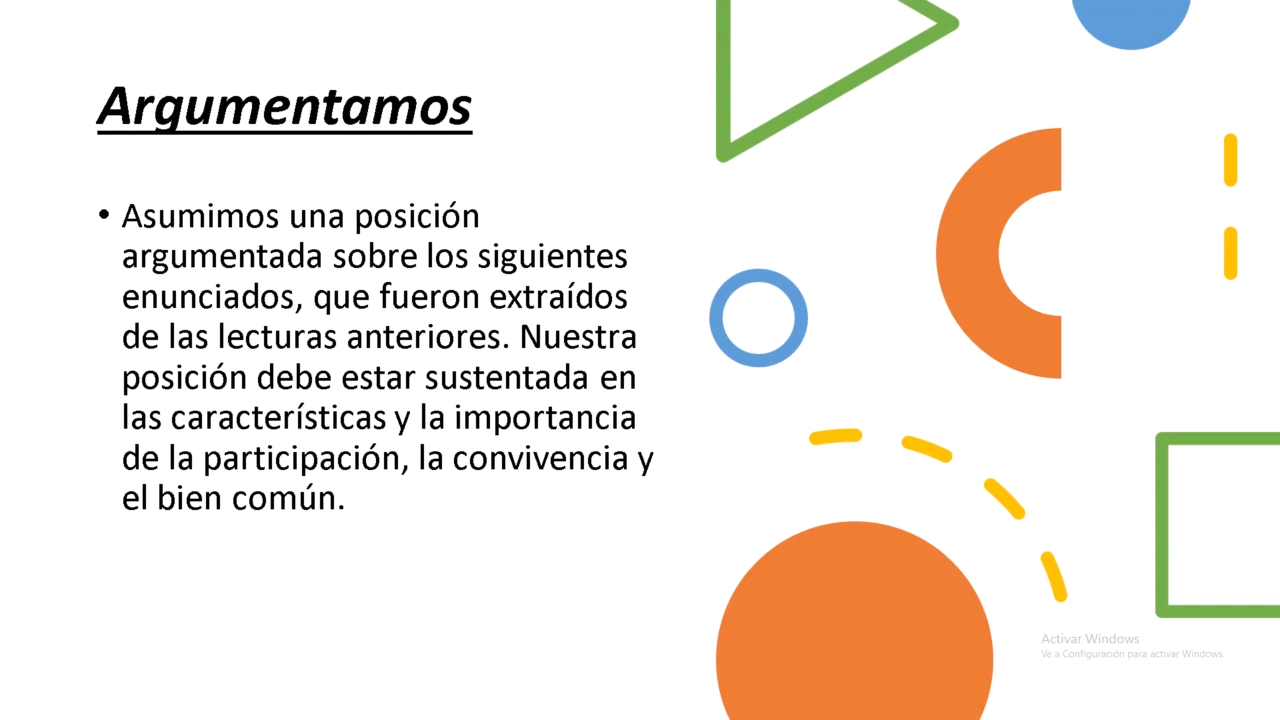 Argumentamos
• Asumimos una posición
argumentada sobre los siguientes
enunciados, que fueron extraídos
de las lecturas anteriores. Nuestra
posición debe estar sustentada en
las características y la importancia
de la participación, la convivencia y
el bien común.
Activar Windows
Ve a Configuración para activar Windows.